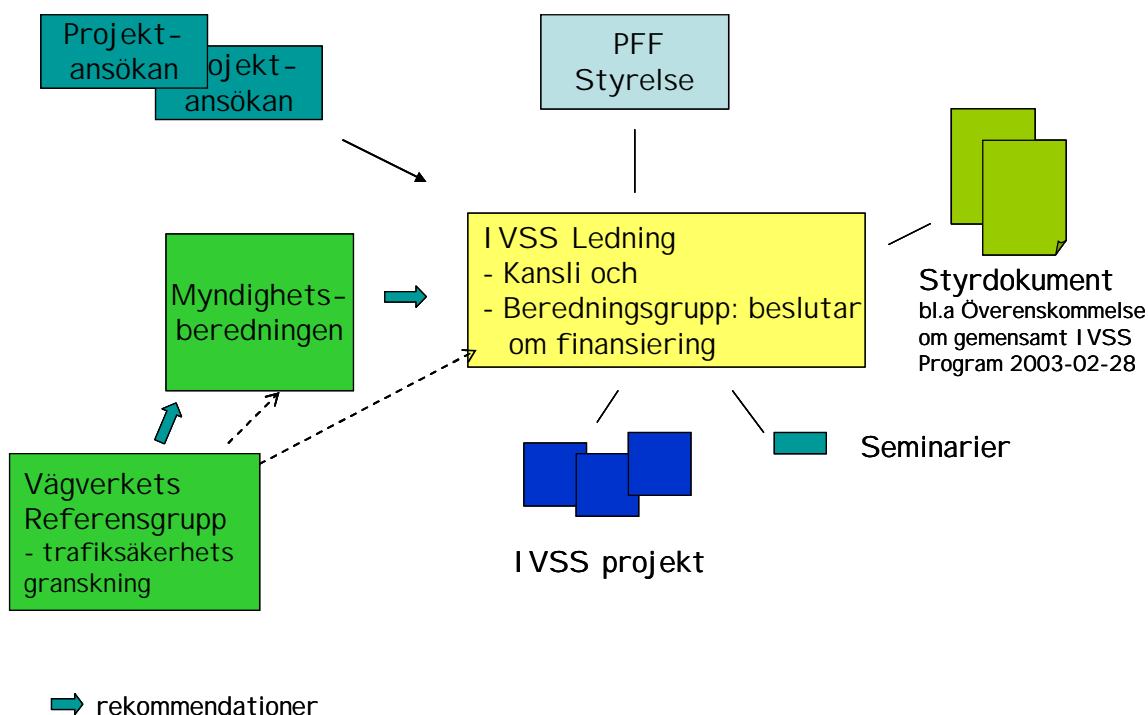 Projekt-
ansökan
ojekt-
ansökan
PFF
Styrelse
IVSS Ledning
- Kansli och
- Beredningsgrupp: beslutar
om finansiering
Myndighets-
beredningen
Styrdokument
bl.a Överenskommelse
om gemensamt IVSS
Program 2003-02-28
Vägverkets
Referensgrupp
- trafiksäkerhets
granskning
Seminarier
IVSS projekt
rekommendationer